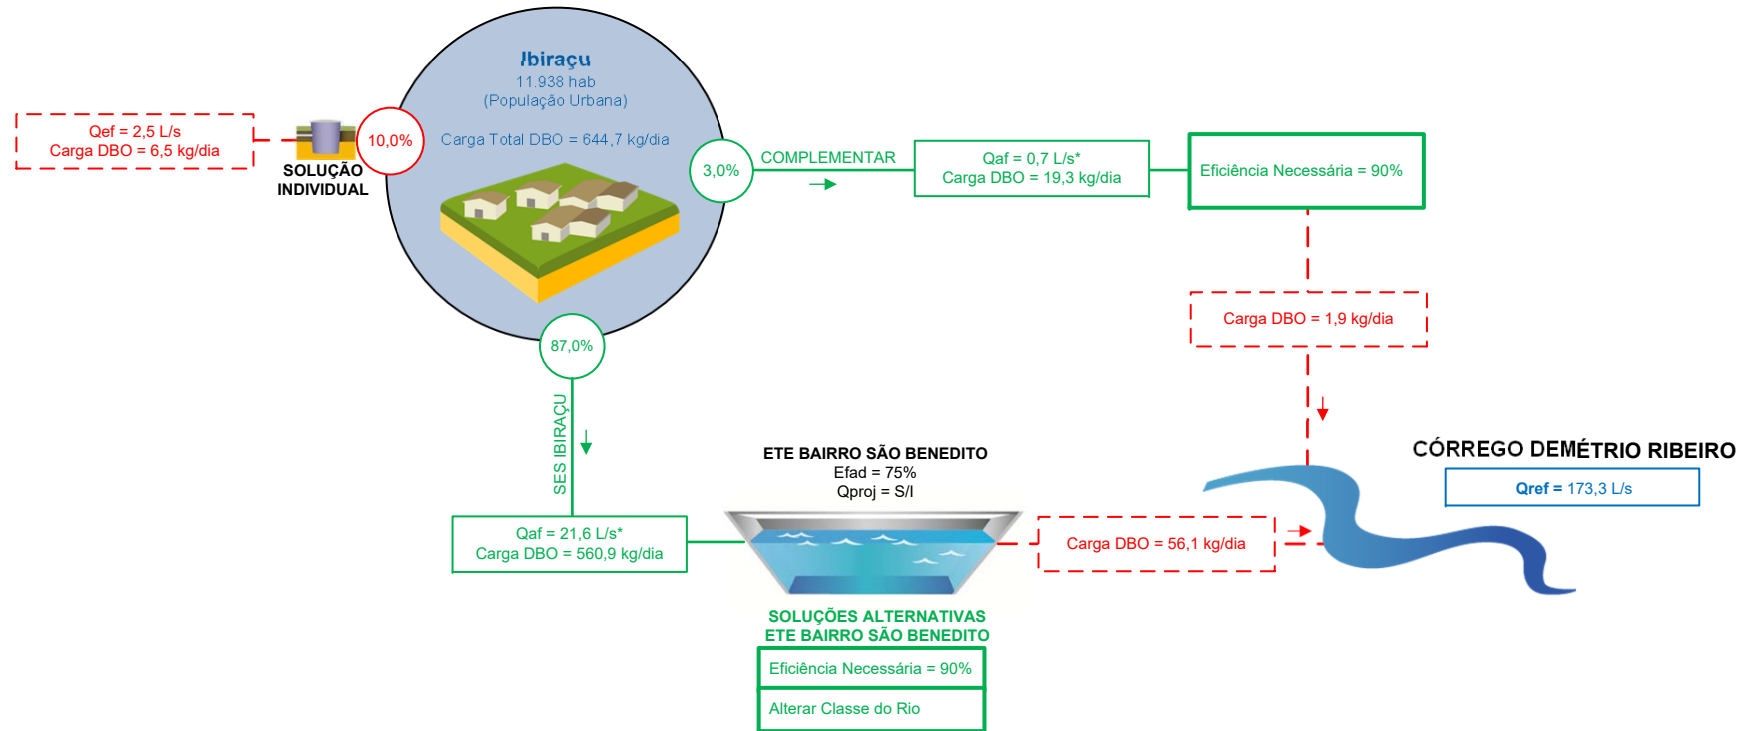 Ibiraçu
11.938 hab
(População Urbana)
Carga Total DBO = 644,7 kg/dia
Qef = 2,5 L/s
Carga DBO = 6,5 kg/dia
SOLUÇÃO
INDIVIDUAL
10,0%
3,0%
COMPLEMENTAR
Qaf = 0,7 L/s*
Carga DBO = 19,3 kg/dia
Eficiência Necessária = 90%
Carga DBO = 1,9 kg/dia
87,0%
SES IBIRAÇU
Qaf = 21,6 L/s*
Carga DBO = 560,9 kg/dia
ETE BAIRRO SÃO BENEDITO
Efad = 75%
Qproj = S/I
Carga DBO = 56,1 kg/dia
CÓRREGO DEMÉTRIO RIBEIRO
Qref = 173,3 L/s
SOLUÇÕES ALTERNATIVAS
ETE BAIRRO SÃO BENEDITO
Eficiência Necessária = 90%
Alterar Classe do Rio